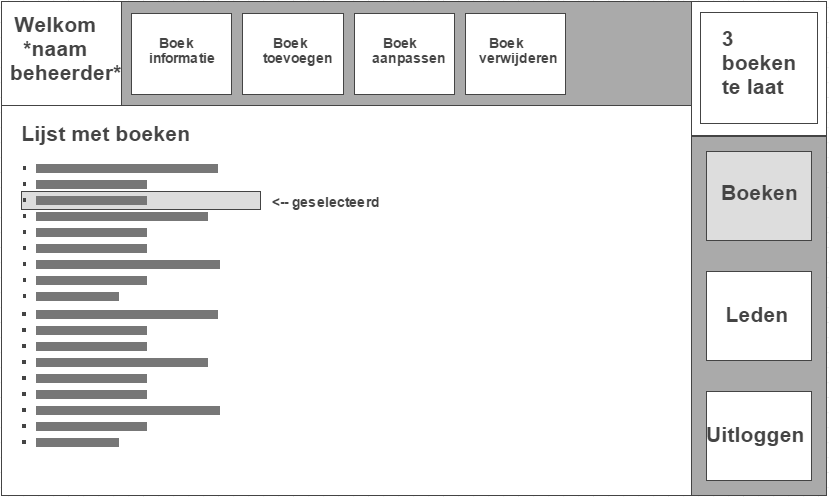 Welkom
*naam
beheerder*
Boek
informatie
Boek
toevoegen
Boek
aanpassen
Boek
verwijderen
3
boeken
te laat
Lijst met boeken
<-- geselecteerd
Boeken
Leden
Uitloggen